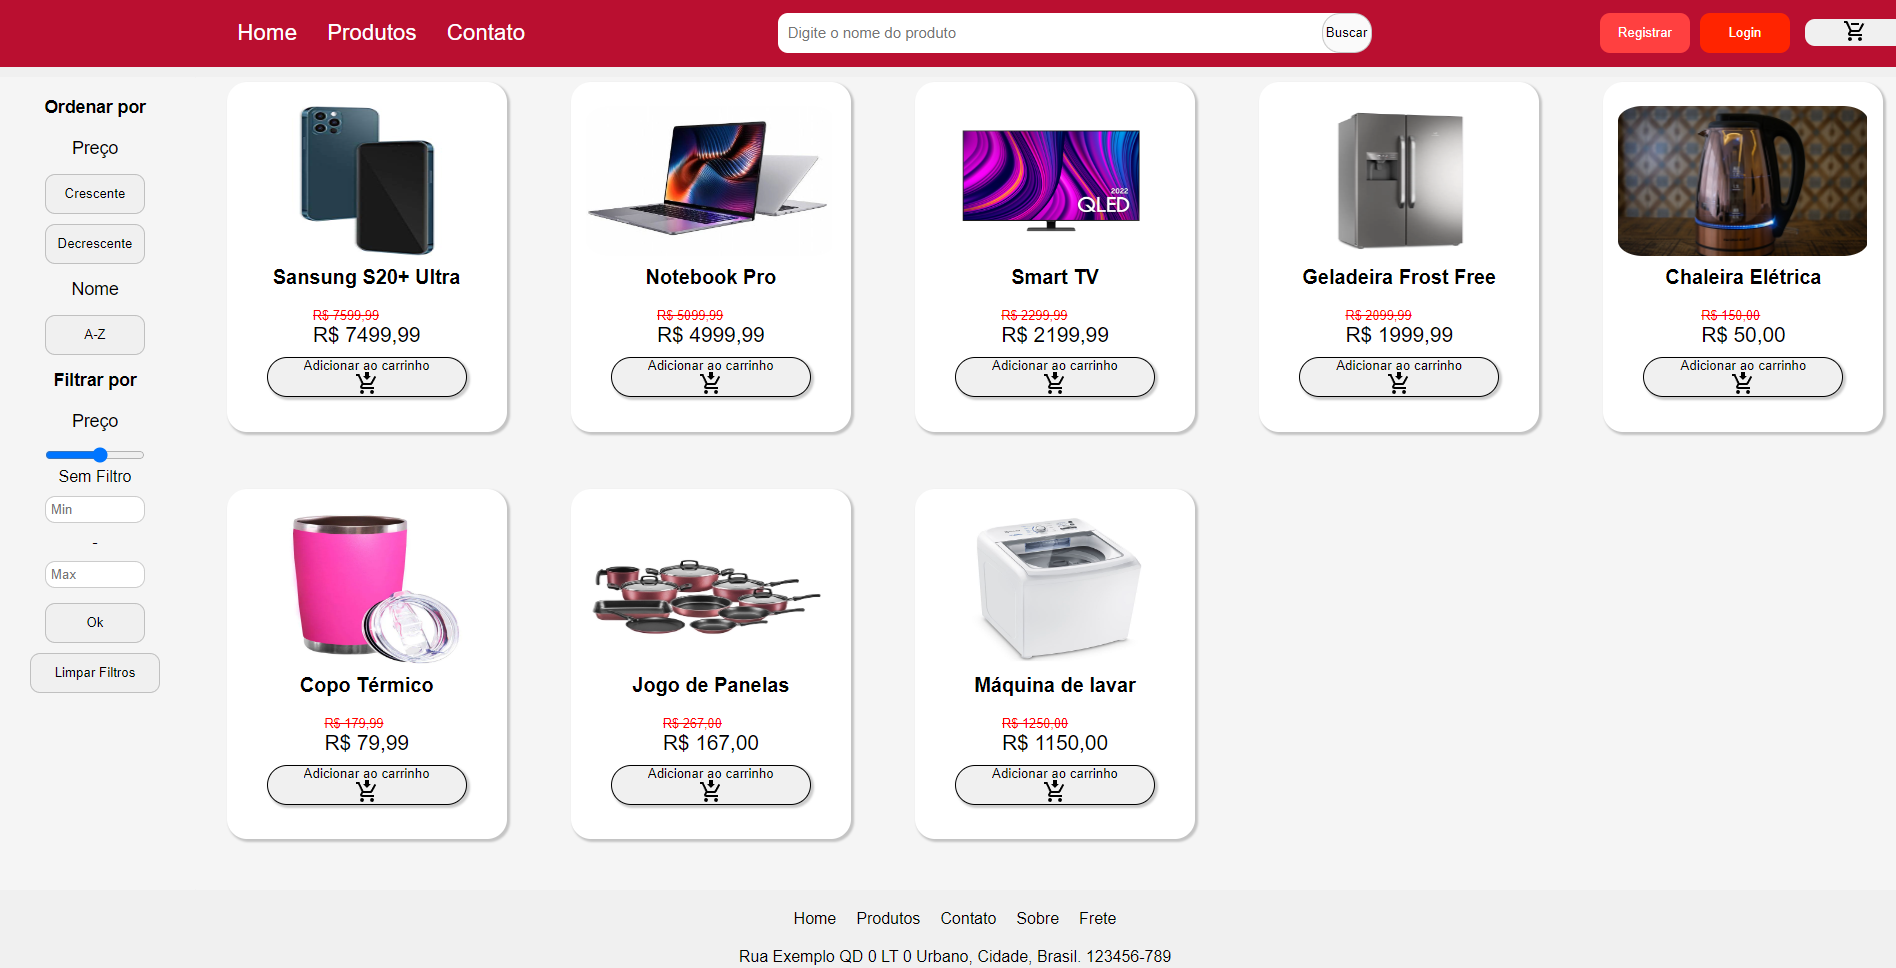 Home Produtos Contato Digite o nome do produto Buscar Registrar Login
Ordenar por
Preço
Crescente
Decrescente
Nome
A-Z
Filtrar por
Preço
Sem Filtro
Min
-
Max
Ok
Limpar Filtros
Sansung S20+ Ultra
R$ 7599,99
R$ 7499,99
Adicionar ao carrinho
Notebook Pro
R$ 5099,99
R$ 4999,99
Adicionar ao carrinho
2022
QLED
Smart TV
R$ 2299,99
R$ 2199,99
Adicionar ao carrinho
Geladeira Frost Free
R$ 2099,99
R$ 1999,99
Adicionar ao carrinho
Chaleira Elétrica
R$ 150,00
R$ 50,00
Adicionar ao carrinho
Copo Térmico
R$ 179,99
R$ 79,99
Adicionar ao carrinho
Jogo de Panelas
R$ 267,00
R$ 167,00
Adicionar ao carrinho
Máquina de lavar
R$ 1250,00
R$ 1150,00
Adicionar ao carrinho
Home Produtos Contato Sobre Frete
Rua Exemplo QD 0 LT 0 Urbano, Cidade, Brasil. 123456-789